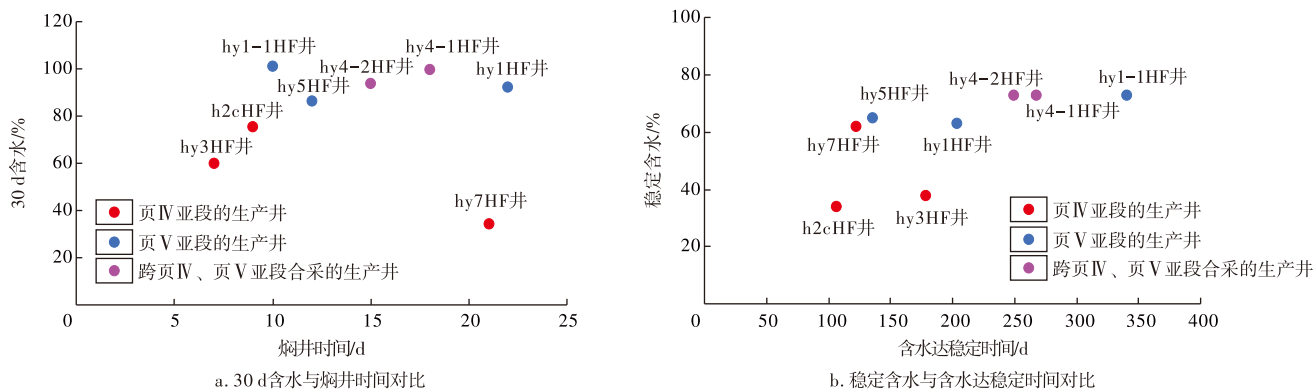 120
100
80
60
40
20
0
5
10
15
20
25
30 d含水/%
焖井时间/d
hy1-1HF井
hy4-1HF井
hy4-2HF井
hy1HF井
hy5HF井
h2cHF井
hy3HF井
hy7HF井
页Ⅳ亚段的生产井
页Ⅴ亚段的生产井
跨页Ⅳ、页Ⅴ亚段合采的生产井
a. 30 d含水与焖井时间对比
100
80
60
40
20
0
50
100
150
200
250
300
350
400
稳定含水/%
含水达稳定时间/d
hy4-2HF井
hy1-1HF井
hy5HF井
hy4-1HF井
hy7HF井
hy1HF井
h2cHF井
hy3HF井
页Ⅳ亚段的生产井
页Ⅴ亚段的生产井
跨页Ⅳ、页Ⅴ亚段合采的生产井
b. 稳定含水与含水达稳定时间对比